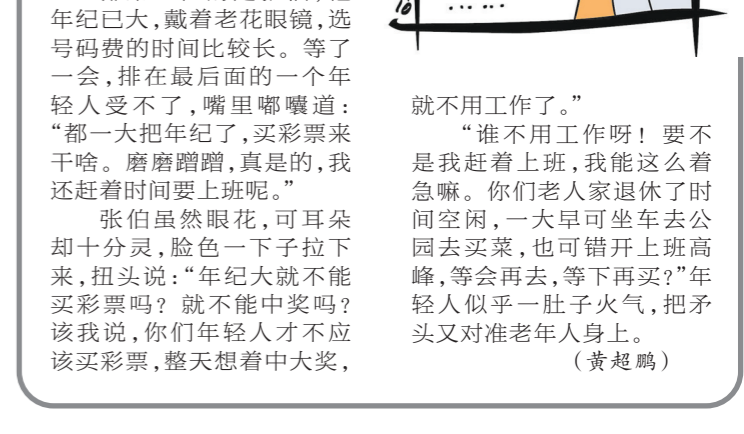 年纪已大,戴着老花眼镜,选
号码费的时间比较长。等了
一会,排在最后面的一个年
轻人受不了,嘴里嘟囔道:
“都一大把年纪了,买彩票来
干啥。磨磨蹭蹭,真是的,我
还赶着时间要上班呢。”
张伯虽然眼花,可耳朵
却十分灵,脸色一下子拉下
来,扭头说:“年纪大就不能
买彩票吗?就不能中奖吗?
该我说,你们年轻人才不应
该买彩票,整天想着中大奖,
就不用工作了。”
“谁不用工作呀!要不
是我赶着上班,我能这么着
急嘛。你们老人家退休了时
间空闲,一大早可坐车去公
园去买菜,也可错开上班高
峰,等会再去,等下再买?”年
轻人似乎一肚子火气,把矛
头又对准老年人身上。
(黄超鹏)